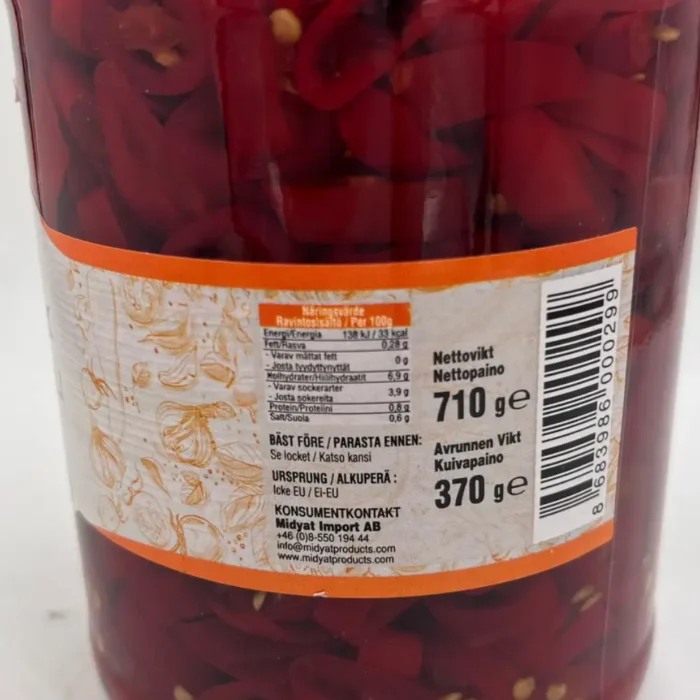 Näringsvärde
Ravintosisältö / Per 100g
Energi/Energia 138 kJ / 33 kcal
Fett/Rasva 0,28 g
- Varav mättat fett
- Josta tyydyttynyttät 0 g
Kolhydrater/Hiilihydraatit 6,9 g
- Varav sockerarter
- Josta sokereita 3,9 g
Protein/Proteiini 0,8 g
Salt/Suola 0,6 g
BÄST FÖRE / PARASTA ENNEN:
Se locket / Katso kansi
URSPRUNG / ALKUPERÄ :
Icke EU / Ei-EU
KONSUMENTKONTAKT
Midyat Import AB
+46 (0)8-550 194 44
info@midyatproducts.com
www.midyatproducts.com
Nettovikt
Nettopaino
710 g℮
Avrunnen Vikt
Kuivapaino
370 g℮
8 683986 000299